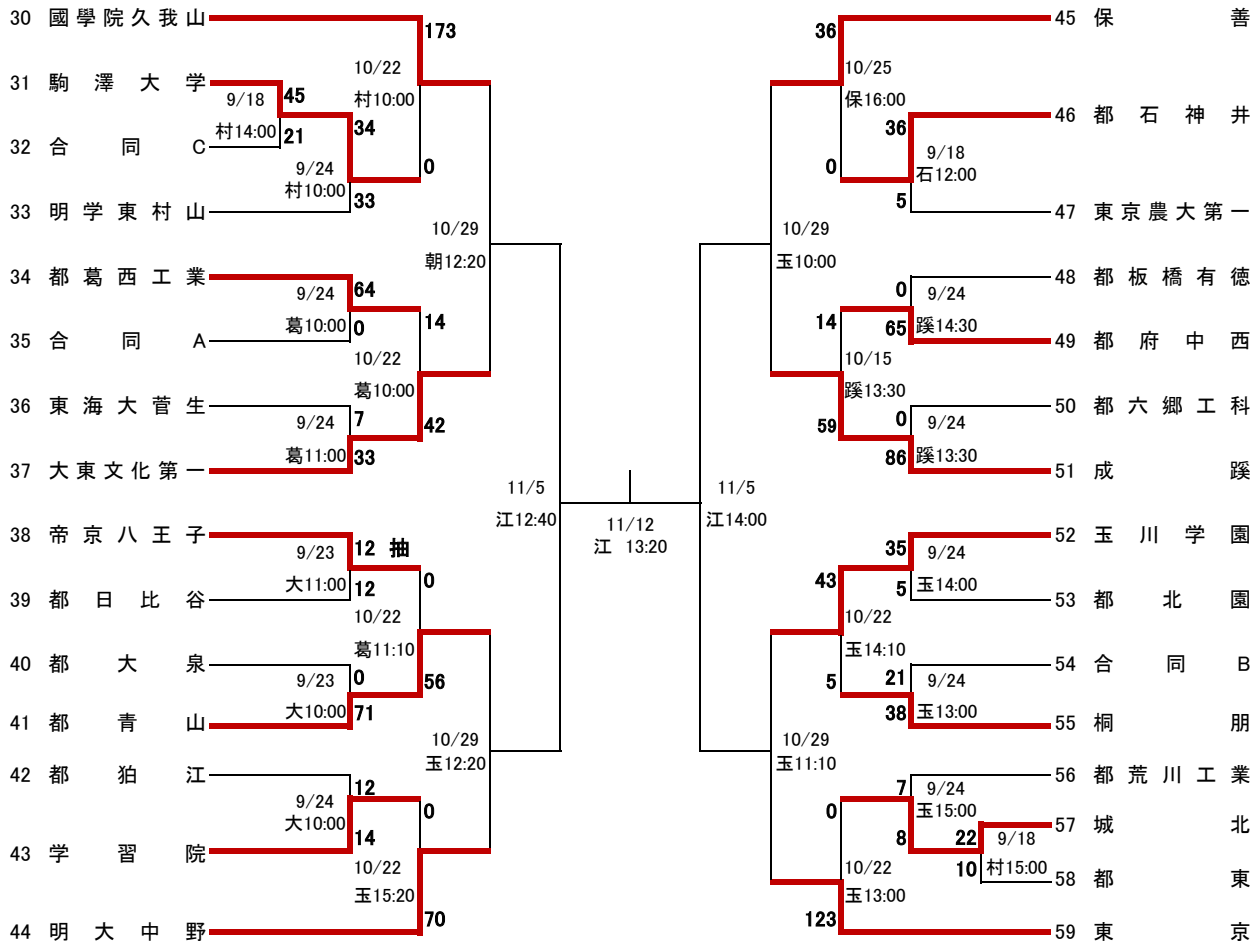 30 國學院久我山
173
10/22
村10:00
31 駒澤大学
9/18
村14:00
45
21
34
32 合同C
9/24
村10:00
0
33
33 明学東村山
10/29
朝12:20
34 都葛西工業
9/24
葛10:00
64
0
14
35 合同A
10/22
葛10:00
36 東海大菅生
9/24
葛11:00
7
33
42
37 大東文化第一
11/5
江12:40
38 帝京八王子
9/23
大11:00
12 抽
12
0
39 都日比谷
10/22
葛11:10
40 都大泉
9/23
大10:00
0
71
56
41 都青山
10/29
玉12:20
42 都狛江
9/24
大10:00
12
14
0
43 学習院
10/22
玉15:20
70
44 明大中野
11/12
江 13:20
45 保善
36
10/25
保16:00
46 都石神井
36
9/18
石12:00
0
5
47 東京農大第一
10/29
玉10:00
48 都板橋有徳
0
9/24
蹊14:30
14
65
49 都府中西
10/15
蹊13:30
50 都六郷工科
59
0
9/24
蹊13:30
86
51 成蹊
11/5
江14:00
52 玉川学園
35
9/24
玉14:00
43
5
53 都北園
10/22
玉14:10
54 合同B
21
9/24
玉13:00
5
38
55 桐朋
10/29
玉11:10
56 都荒川工業
7
9/24
玉15:00
0
8
57 城北
22
9/18
村15:00
10
58 都東
10/22
玉13:00
123
59 東京